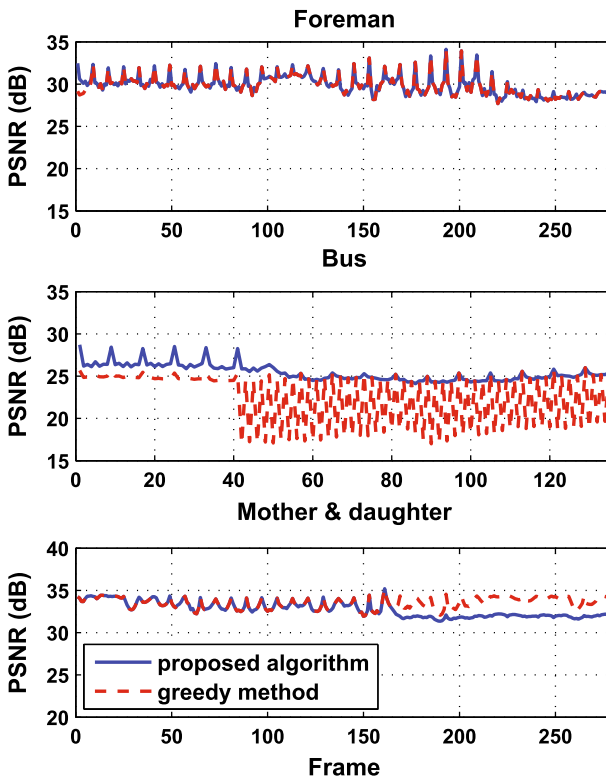 Foreman
PSNR (dB)
35
30
25
20
15
0 50 100 150 200 250
Bus
PSNR (dB)
35
30
25
20
15
0 20 40 60 80 100 120
Mother & daughter
PSNR (dB)
40
35
30
25
20
proposed algorithm
greedy method
0 50 100 150 200 250
Frame